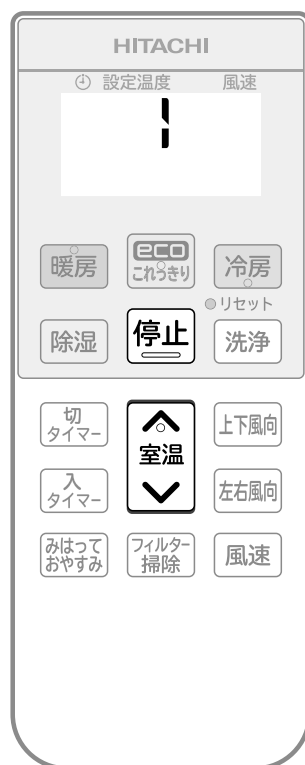 HITACHI
設定温度 風速
1
暖房 eco これっきり 冷房
リセット
除湿 停止 洗浄
切タイマー 上下風向
室温
入タイマー 左右風向
みはっておやすみ フィルター掃除 風速